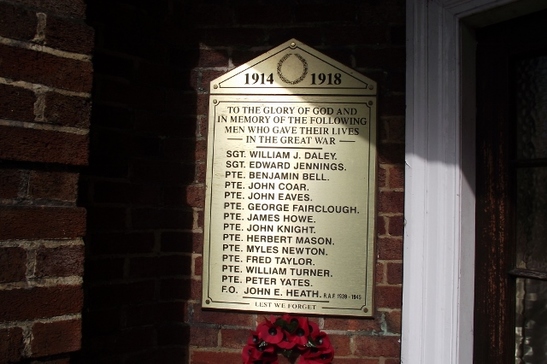 1914 1918
TO THE GLORY OF GOD AND
IN MEMORY OF THE FOLLOWING
MEN WHO GAVE THEIR LIVES
IN THE GREAT WAR
SGT. WILLIAM J. DALEY.
SGT. EDWARD JENNINGS.
PTE. BENJAMIN BELL.
PTE. JOHN COAR.
PTE. JOHN EAVES.
PTE. GEORGE FAIRCLOUGH.
PTE. JAMES HOWE.
PTE. JOHN KNIGHT.
PTE. HERBERT MASON.
PTE. MYLES NEWTON.
PTE. FRED TAYLOR.
PTE. WILLIAM TURNER.
PTE. PETER YATES.
F.O. JOHN E. HEATH. R.A.F. 1939 - 1945
LEST WE FORGET